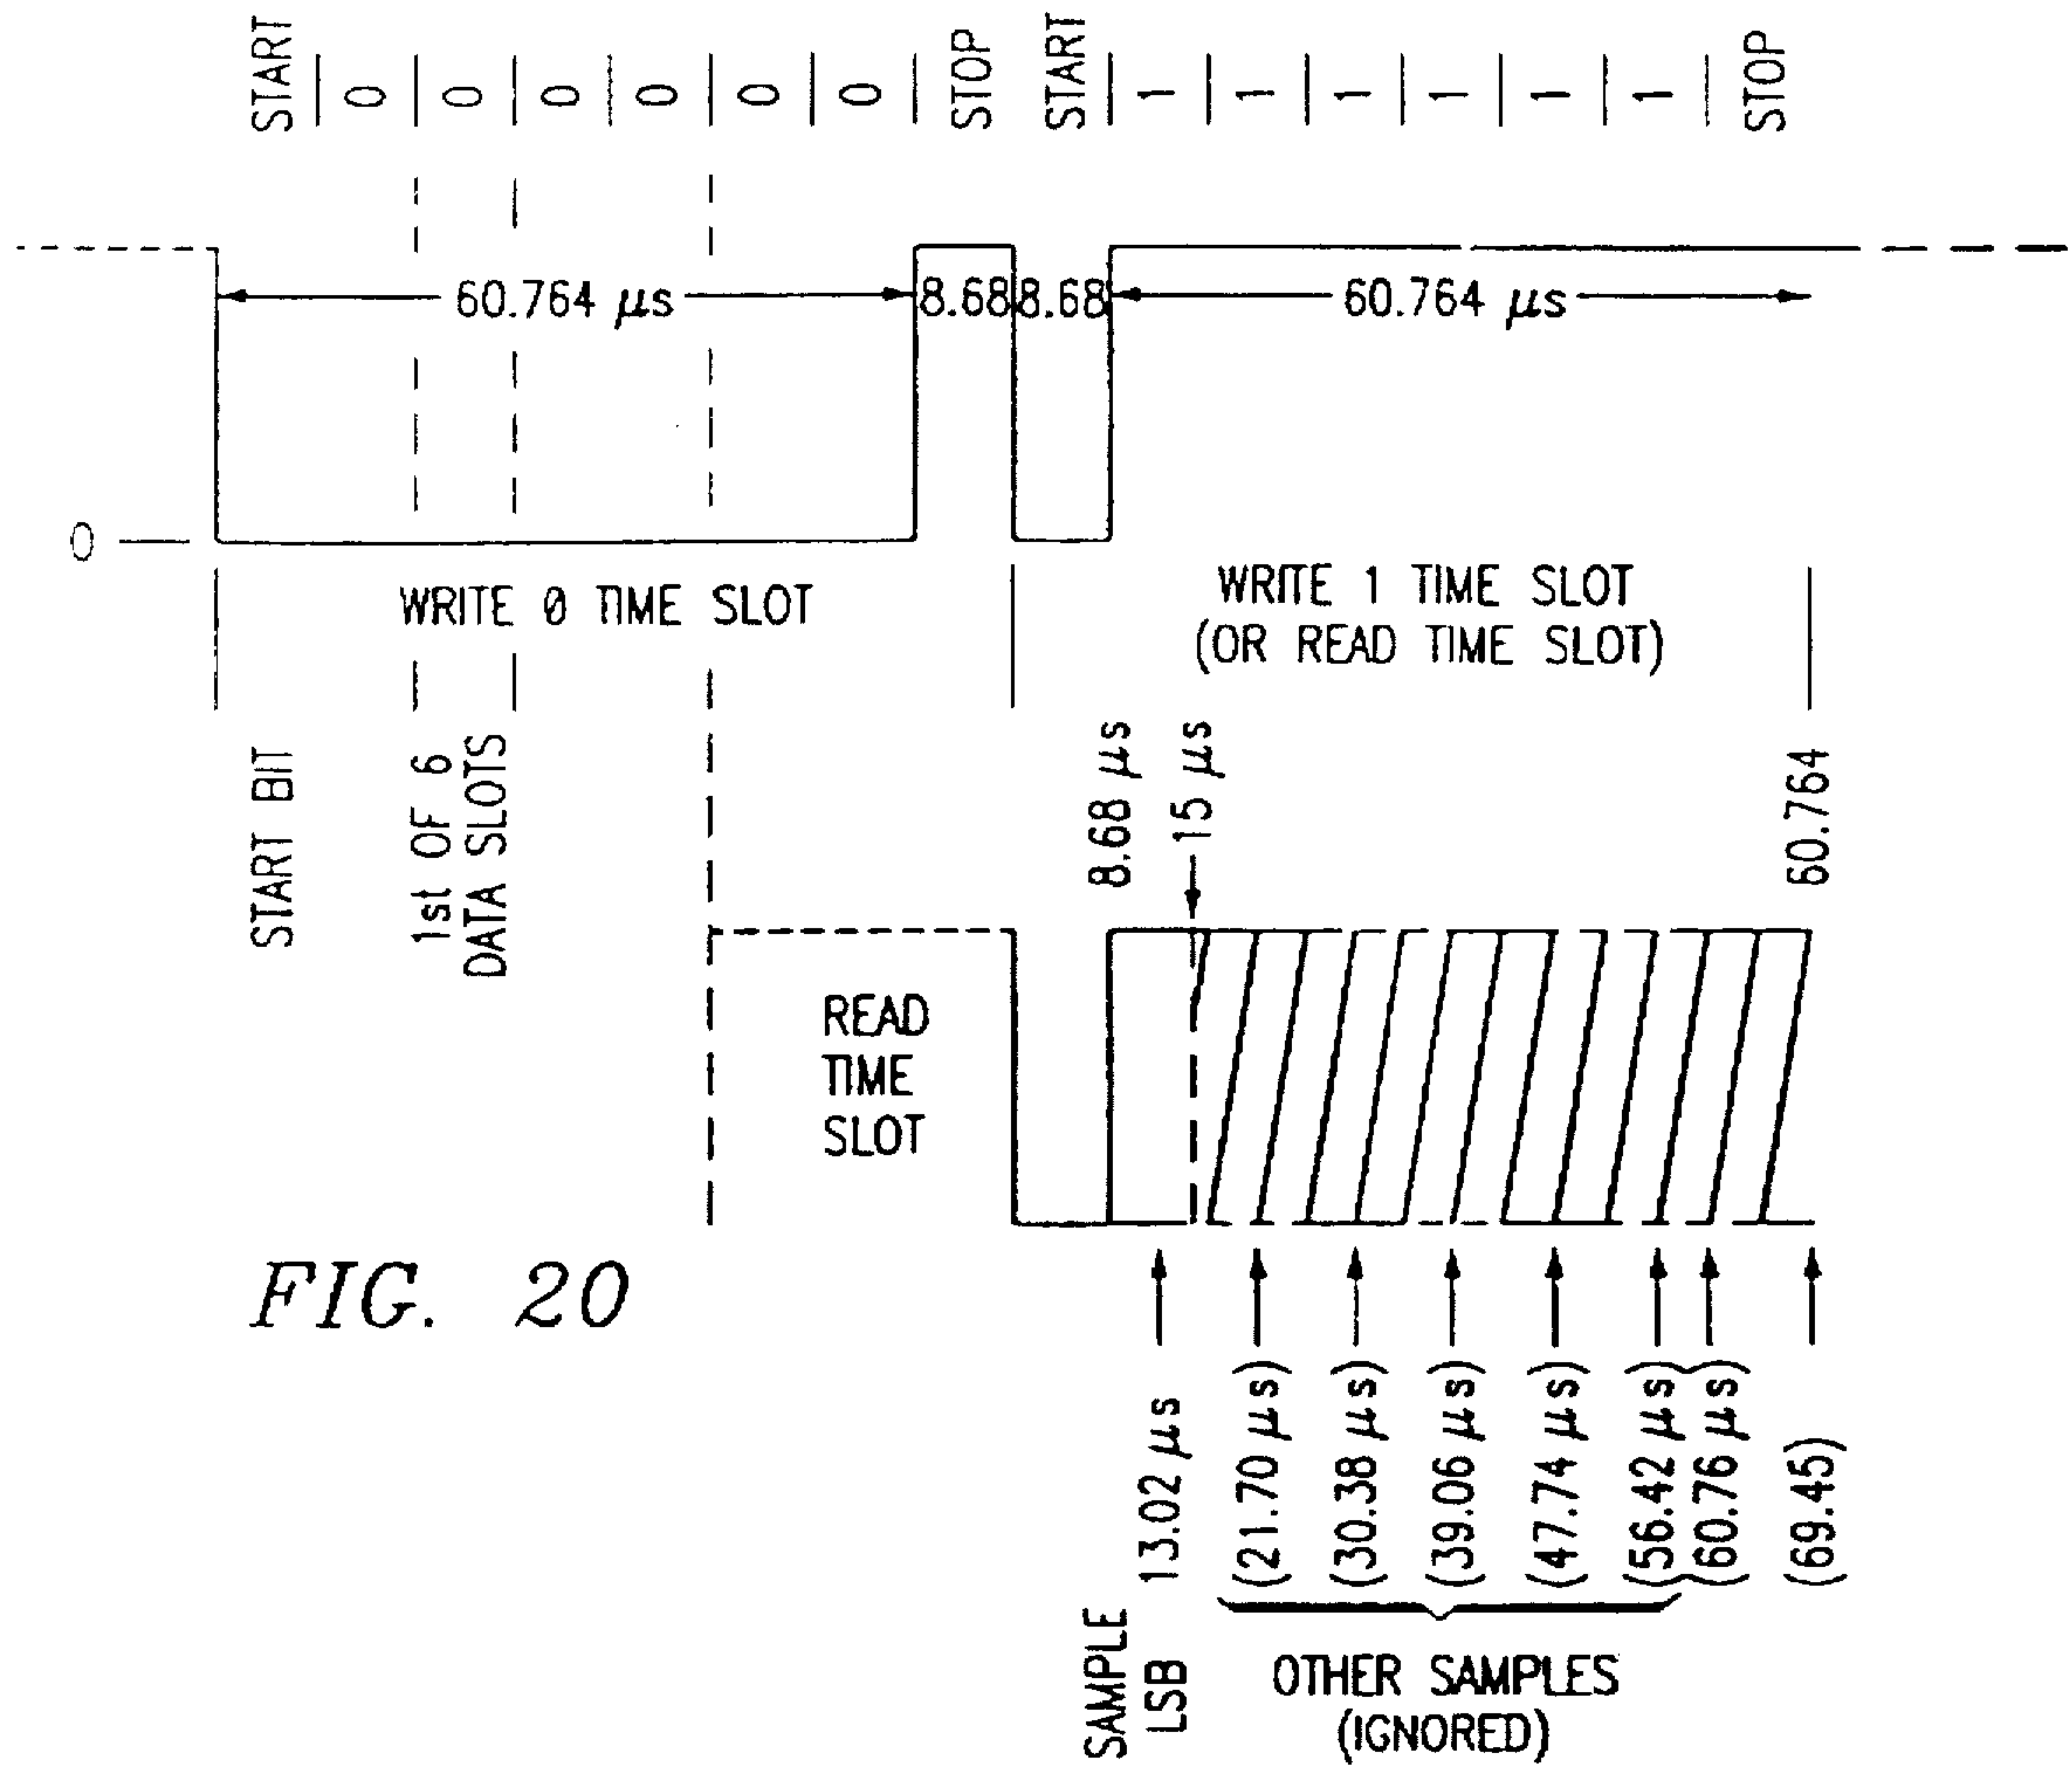 START 0 0 0 0 0 0 STOP START 1 1 1 1 1 1 STOP
60.764 μs 8.68 8.68 60.764 μs
0
WRITE 0 TIME SLOT
WRITE 1 TIME SLOT
(OR READ TIME SLOT)
START BIT
1st OF 6
DATA SLOTS
8.68 μs
15 μs
60.764
READ
TIME
SLOT
FIG. 20
SAMPLE
LSB 13.02 μs
(21.70 μs)
(30.38 μs)
(39.06 μs)
(47.74 μs)
(56.42 μs)
(60.76 μs)
(69.45)
OTHER SAMPLES
(IGNORED)